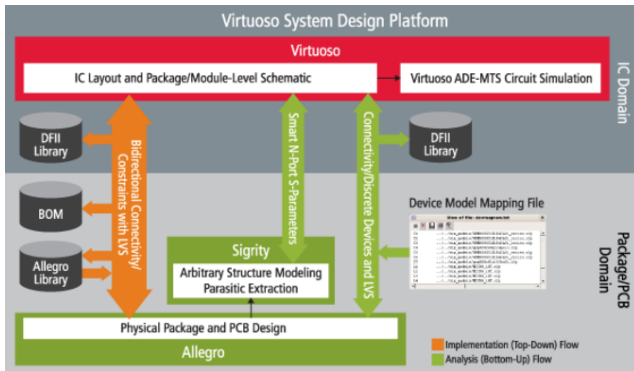 Virtuoso System Design Platform
Virtuoso
IC Layout and Package/Module-Level Schematic
Virtuoso ADE-MTS Circuit Simulation
IC Domain
DFII
Library
Bidirectional Connectivity/
Constraints with LVS
Smart N-Port S-Parameters
Connectivity/Discrete Devices and LVS
DFII
Library
BOM
Allegro
Library
Device Model Mapping File
Package/PCB
Domain
Sigrity
Arbitrary Structure Modeling
Parasitic Extraction
Physical Package and PCB Design
Allegro
Implementation (Top-Down) Flow
Analysis (Bottom-Up) Flow